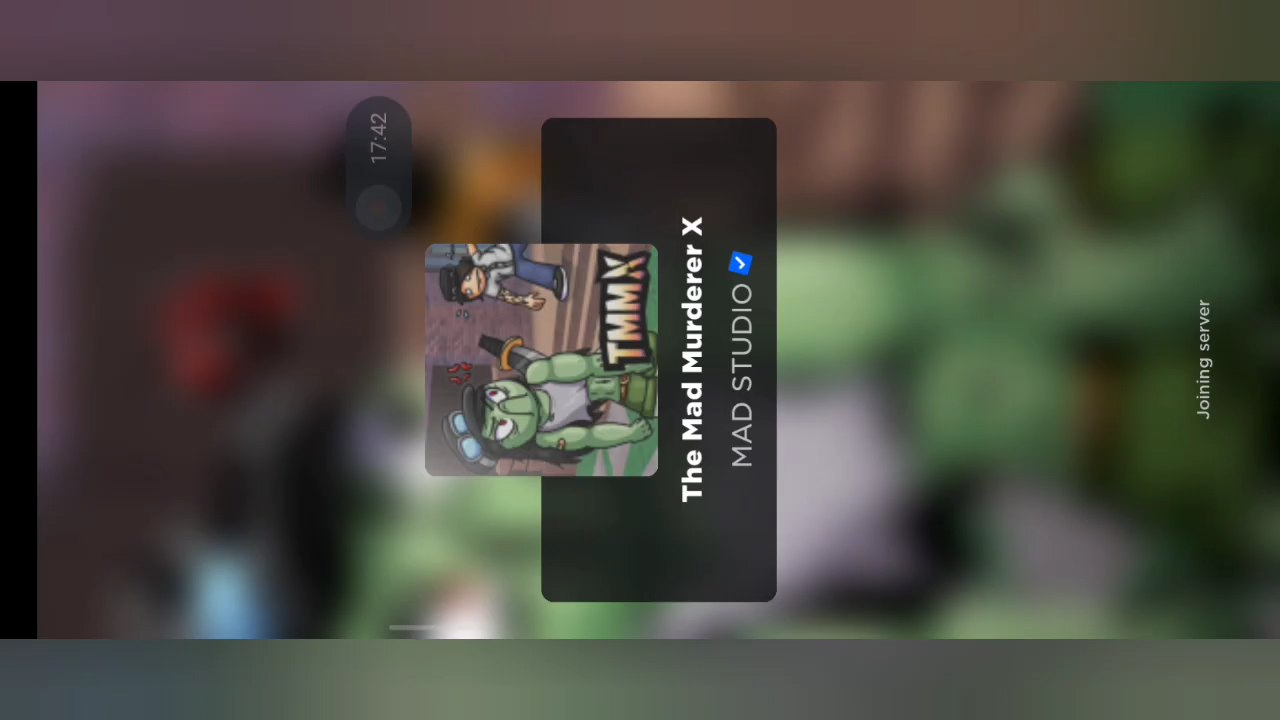 17:42
TMMX
The Mad Murderer X
MAD STUDIO
Joining server